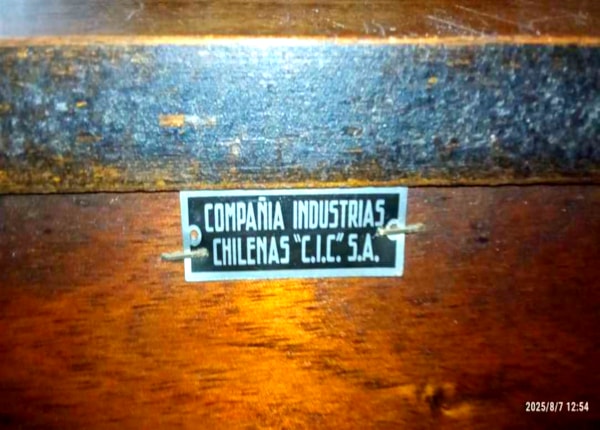 COMPAÑIA INDUSTRIAS
CHILENAS "C.I.C." S.A.
2025/8/7 12:54